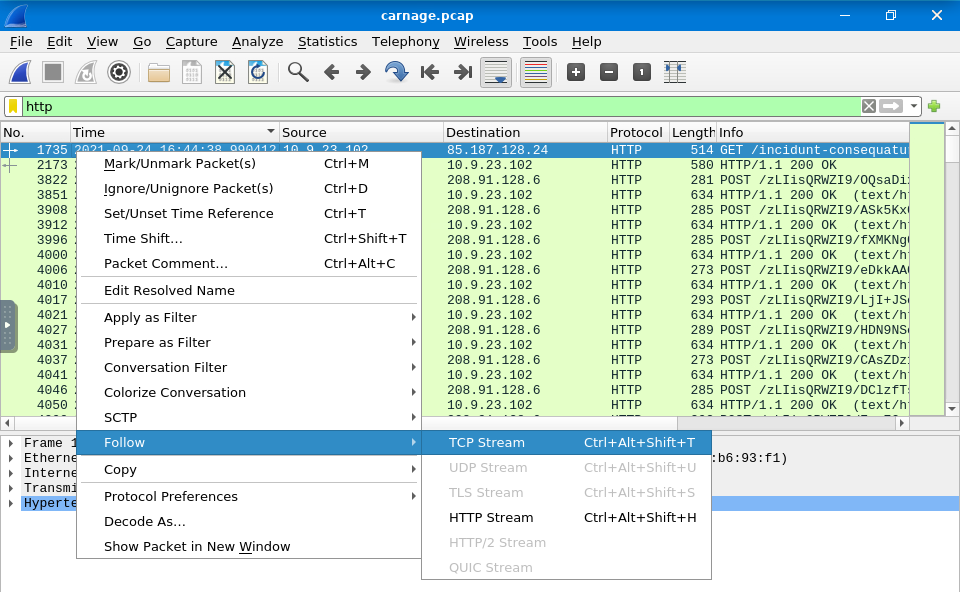 carnage.pcap
File Edit View Go Capture Analyze Statistics Telephony Wireless Tools Help
http
No. Time Source Destination Protocol Length Info
1735 2021-09-24 16:44:38.990412 10.9.23.102 85.187.128.24 HTTP 514 GET /incidunt-consequatu
2173 10.9.23.102 HTTP 580 HTTP/1.1 200 OK
3822 208.91.128.6 HTTP 281 POST /zLIisQRWZI9/OQsaDi
3851 10.9.23.102 HTTP 634 HTTP/1.1 200 OK (text/h
3908 208.91.128.6 HTTP 285 POST /zLIisQRWZI9/ASk5Kx
3912 10.9.23.102 HTTP 634 HTTP/1.1 200 OK (text/h
3996 208.91.128.6 HTTP 285 POST /zLIisQRWZI9/fXMKNg
4000 10.9.23.102 HTTP 634 HTTP/1.1 200 OK (text/h
4006 208.91.128.6 HTTP 273 POST /zLIisQRWZI9/eDkkAA
4010 10.9.23.102 HTTP 634 HTTP/1.1 200 OK (text/h
4017 208.91.128.6 HTTP 293 POST /zLIisQRWZI9/LjI+JS
4021 10.9.23.102 HTTP 634 HTTP/1.1 200 OK (text/h
4027 208.91.128.6 HTTP 289 POST /zLIisQRWZI9/HDN9NS
4031 10.9.23.102 HTTP 634 HTTP/1.1 200 OK (text/h
4037 208.91.128.6 HTTP 273 POST /zLIisQRWZI9/CAsZDz
4041 10.9.23.102 HTTP 634 HTTP/1.1 200 OK (text/h
4046 208.91.128.6 HTTP 285 POST /zLIisQRWZI9/DClzfT
4050 10.9.23.102 HTTP 634 HTTP/1.1 200 OK (text/h
Mark/Unmark Packet(s) Ctrl+M
Ignore/Unignore Packet(s) Ctrl+D
Set/Unset Time Reference Ctrl+T
Time Shift… Ctrl+Shift+T
Packet Comment… Ctrl+Alt+C
Edit Resolved Name
Apply as Filter
Prepare as Filter
Conversation Filter
Colorize Conversation
SCTP
Follow
Copy
Protocol Preferences
Decode As…
Show Packet in New Window
TCP Stream Ctrl+Alt+Shift+T
UDP Stream Ctrl+Alt+Shift+U
TLS Stream Ctrl+Alt+Shift+S
HTTP Stream Ctrl+Alt+Shift+H
HTTP/2 Stream
QUIC Stream
Frame 1
Etherne :b6:93:f1)
Interne
Transmi
Hyperte